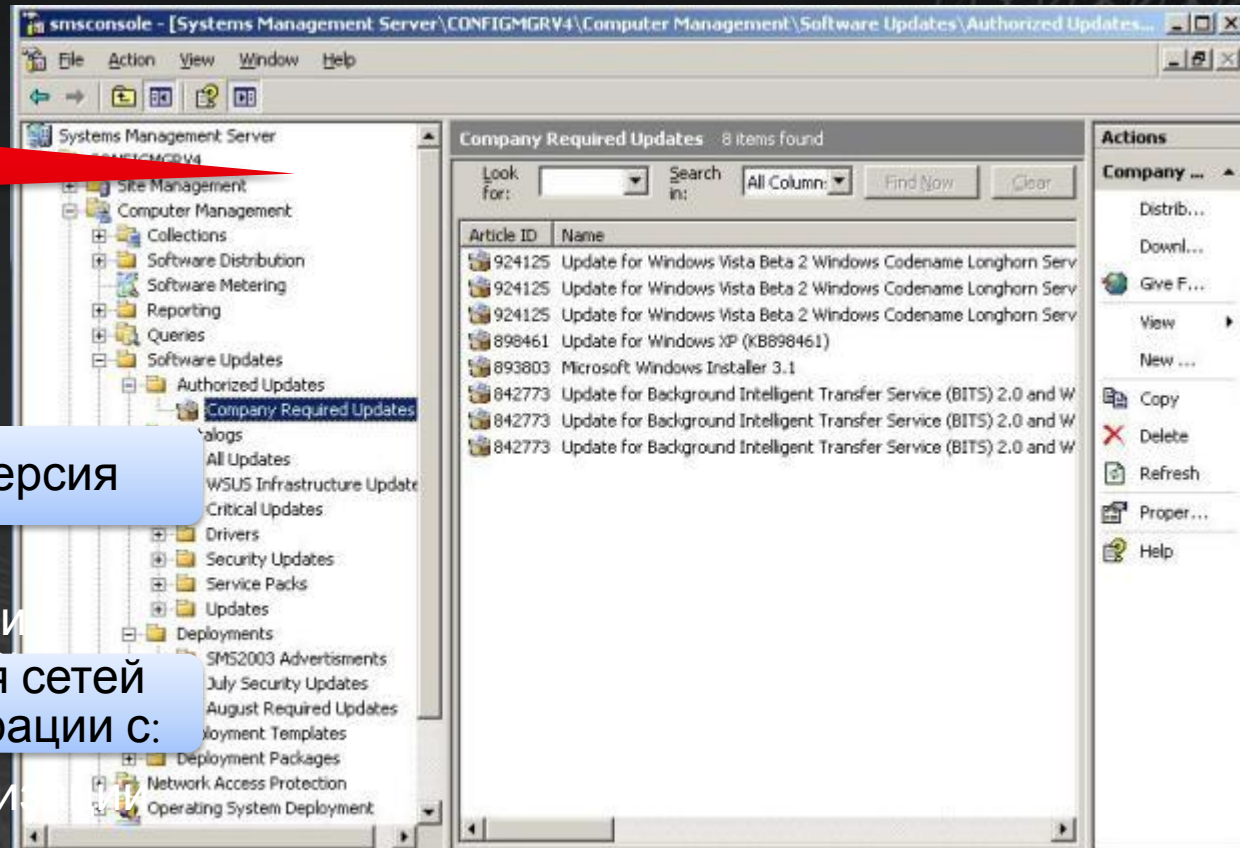 smsconsole - [Systems Management Server\CONFIGMGRV4\Computer Management\Software Updates\Authorized Updates...
File Action View Window Help
Systems Management Server
CONFIGMGRV4
Site Management
Computer Management
Collections
Software Distribution
Software Metering
Reporting
Queries
Software Updates
Authorized Updates
Company Required Updates
alogs
All Updates
WSUS Infrastructure Update
Critical Updates
Drivers
Security Updates
Service Packs
Updates
Deployments
SMS2003 Advertisments
July Security Updates
August Required Updates
loyment Templates
Deployment Packages
Network Access Protection
Operating System Deployment
ерсия
и
я сетей
рации с:
Company Required Updates 8 items found
Look for: Search in: All Column: Find Now Clear
Article ID Name
924125 Update for Windows Vista Beta 2 Windows Codename Longhorn Serv
924125 Update for Windows Vista Beta 2 Windows Codename Longhorn Serv
924125 Update for Windows Vista Beta 2 Windows Codename Longhorn Serv
898461 Update for Windows XP (KB898461)
893803 Microsoft Windows Installer 3.1
842773 Update for Background Intelligent Transfer Service (BITS) 2.0 and W
842773 Update for Background Intelligent Transfer Service (BITS) 2.0 and W
842773 Update for Background Intelligent Transfer Service (BITS) 2.0 and W
Actions
Company ...
Distrib...
Downl...
Give F...
View
New ...
Copy
Delete
Refresh
Proper...
Help